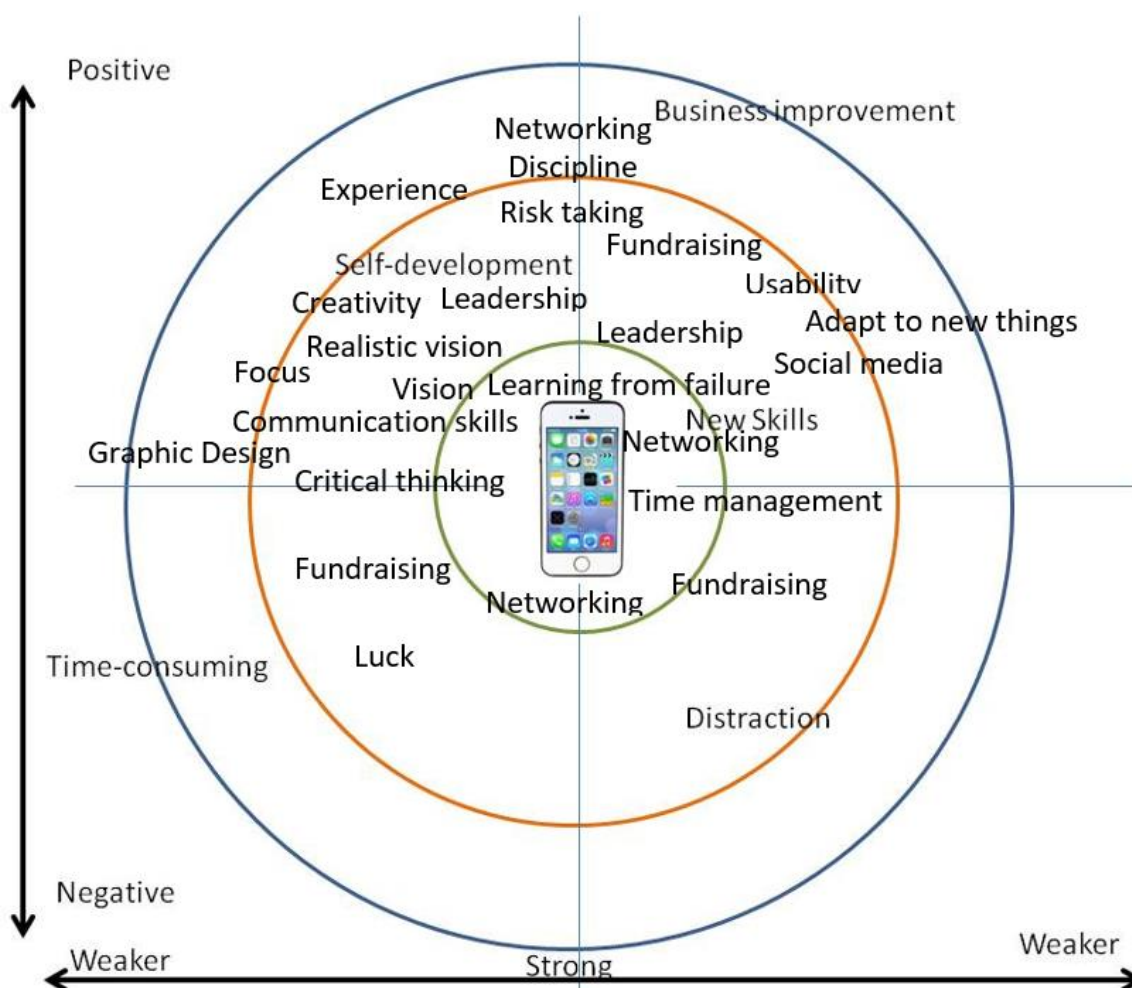 Positive
Business improvement
Networking
Discipline
Experience
Risk taking
Fundraising
Self-development
Usability
Creativity
Leadership
Adapt to new things
Leadership
Realistic vision
Social media
Focus
Vision
Learning from failure
Communication skills
New Skills
Networking
Graphic Design
Critical thinking
Time management
Fundraising
Fundraising
Networking
Luck
Time-consuming
Distraction
Negative
Weaker
Strong
Weaker